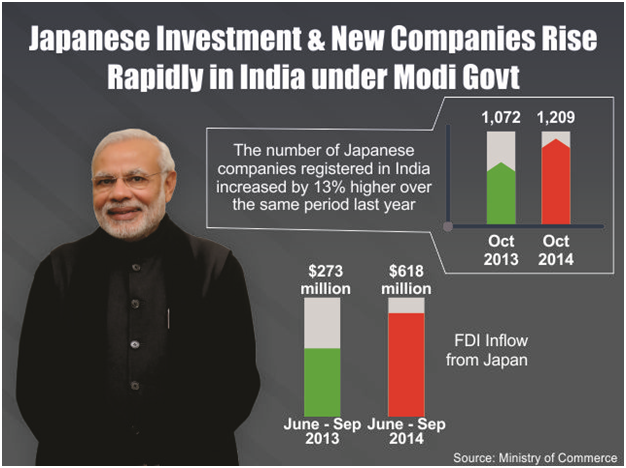 Japanese Investment & New Companies Rise
Rapidly in India under Modi Govt
The number of Japanese
companies registered in India
increased by 13% higher over
the same period last year
1,072 1,209
Oct Oct
2013 2014
$273 $618
million million
FDI Inflow
from Japan
June - Sep June - Sep
2013 2014
Source: Ministry of Commerce